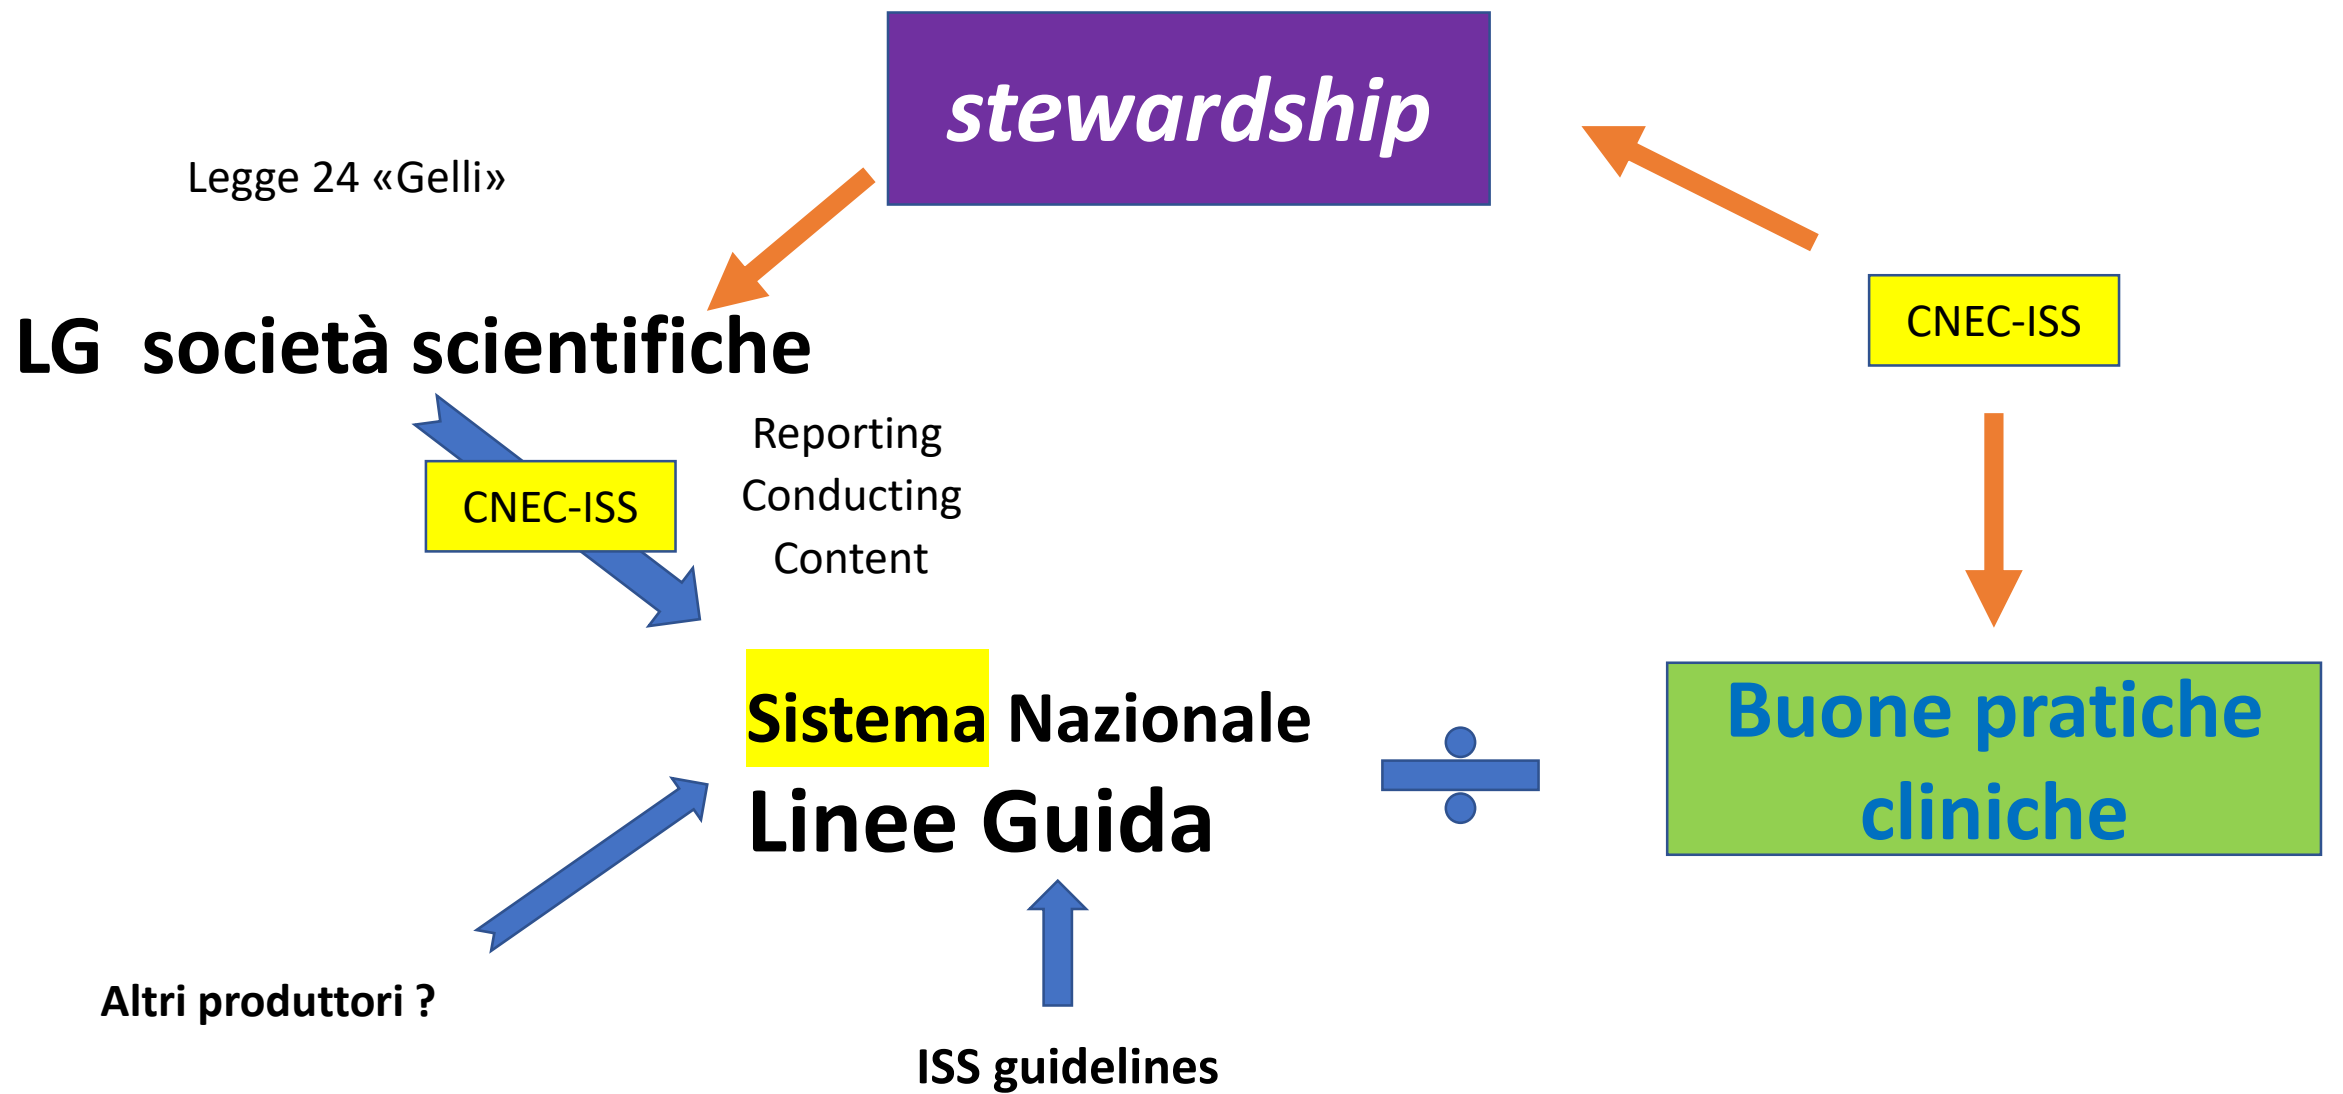 stewardship
Legge 24 «Gelli»
LG società scientifiche
CNEC-ISS
CNEC-ISS
Reporting
Conducting
Content
Sistema Nazionale
Linee Guida
Buone pratiche
cliniche
Altri produttori ?
ISS guidelines